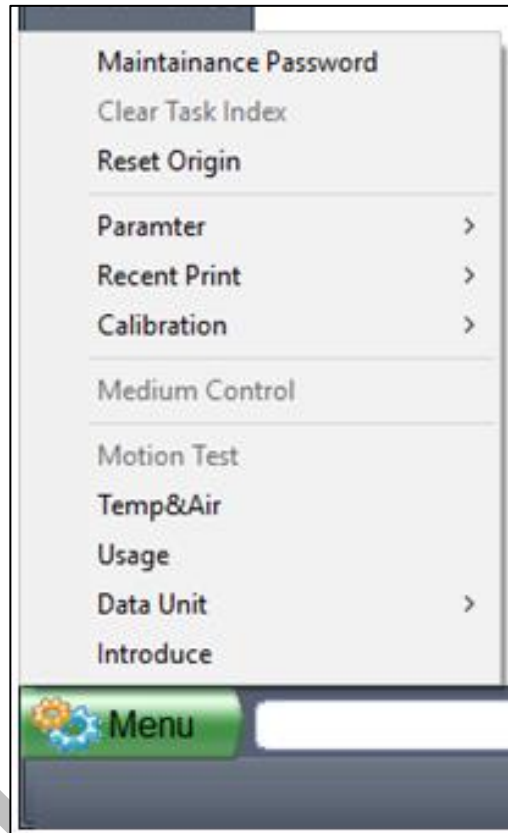 Maintainance Password
Clear Task Index
Reset Origin
Paramter
Recent Print
Calibration
Medium Control
Motion Test
Temp&Air
Usage
Data Unit
Introduce
Menu